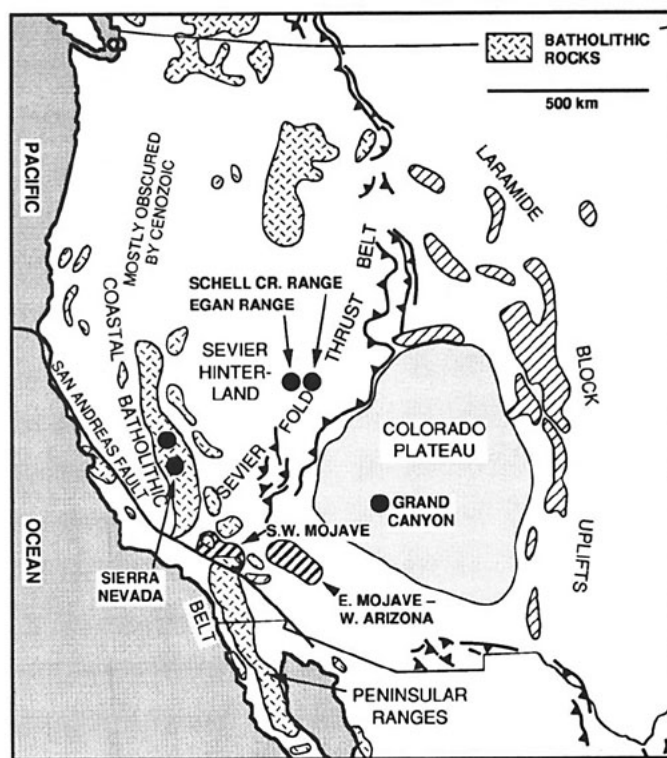 BATHOLITHIC
ROCKS
500 km
PACIFIC
OCEAN
MOSTLY OBSCURED
BY CENOZOIC
LARAMIDE
BLOCK
UPLIFTS
SCHELL CR. RANGE
EGAN RANGE
SEVIER
HINTER-
LAND
SEVIER
FOLD
THRUST
BELT
COASTAL
BATHOLITHIC
BELT
SAN ANDREAS FAULT
COLORADO
PLATEAU
GRAND
CANYON
S.W. MOJAVE
SIERRA
NEVADA
E. MOJAVE –
W. ARIZONA
PENINSULAR
RANGES